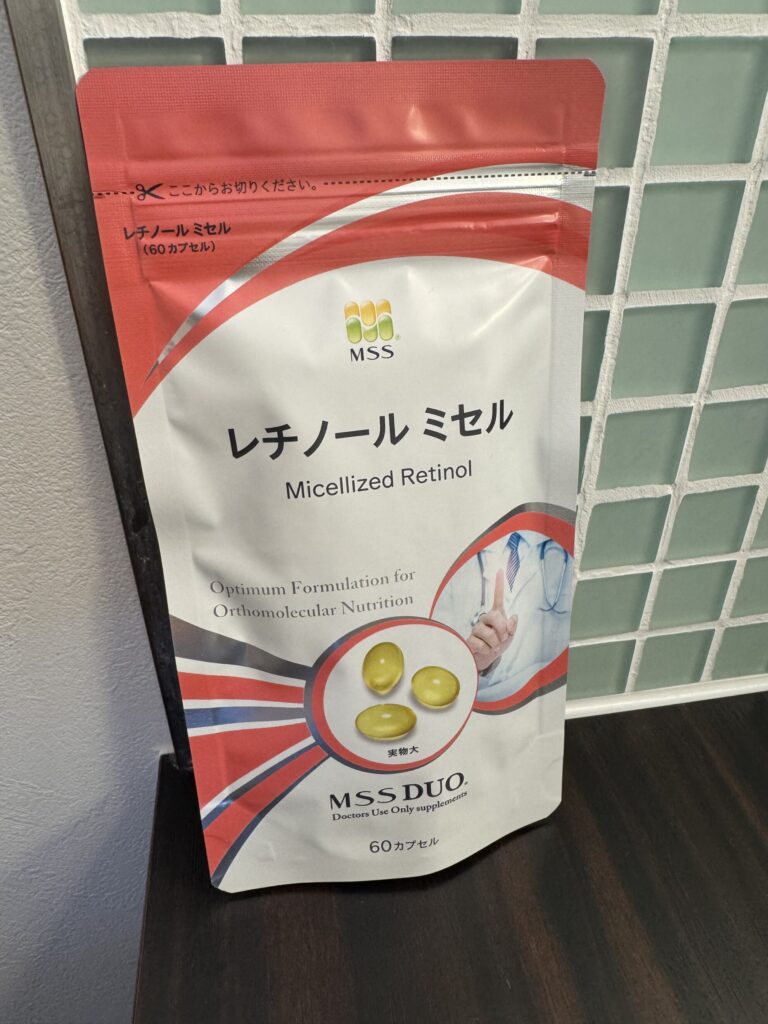 ここからお切りください。
レチノール ミセル
(60カプセル)
MSS®
レチノール ミセル
Micellized Retinol
Optimum Formulation for
Orthomolecular Nutrition
実物大
MSS DUO®
Doctors Use Only supplements
60カプセル